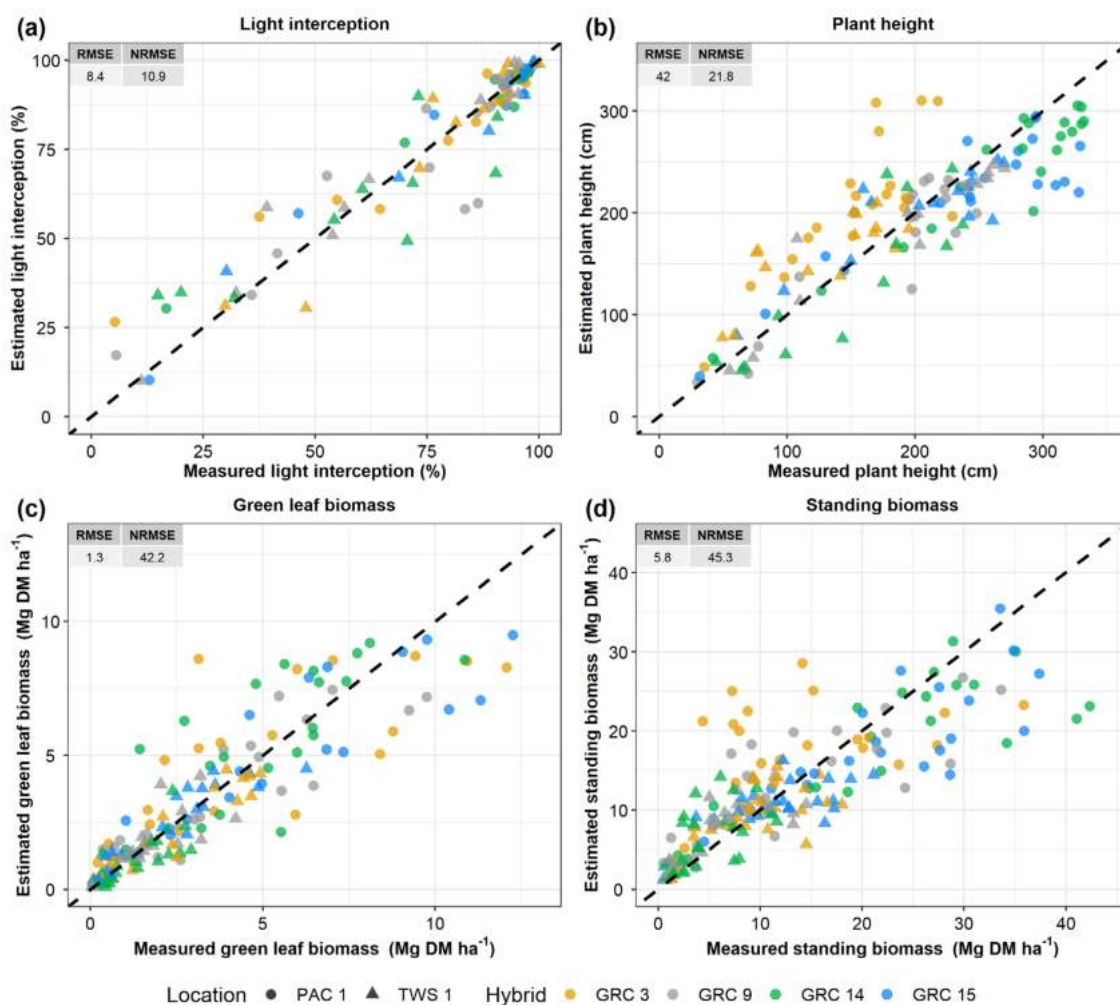 (a)
Light interception
RMSE NRMSE
8.4 10.9
Estimated light interception (%)
100
75
50
25
0
0 25 50 75 100
Measured light interception (%)
(b)
Plant height
RMSE NRMSE
42 21.8
Estimated plant height (cm)
300
200
100
0
0 100 200 300
Measured plant height (cm)
(c)
Green leaf biomass
RMSE NRMSE
1.3 42.2
Estimated green leaf biomass (Mg DM ha⁻¹)
10
5
0
0 5 10
Measured green leaf biomass (Mg DM ha⁻¹)
(d)
Standing biomass
RMSE NRMSE
5.8 45.3
Estimated standing biomass (Mg DM ha⁻¹)
40
30
20
10
0
0 10 20 30 40
Measured standing biomass (Mg DM ha⁻¹)
Location PAC 1 TWS 1 Hybrid GRC 3 GRC 9 GRC 14 GRC 15